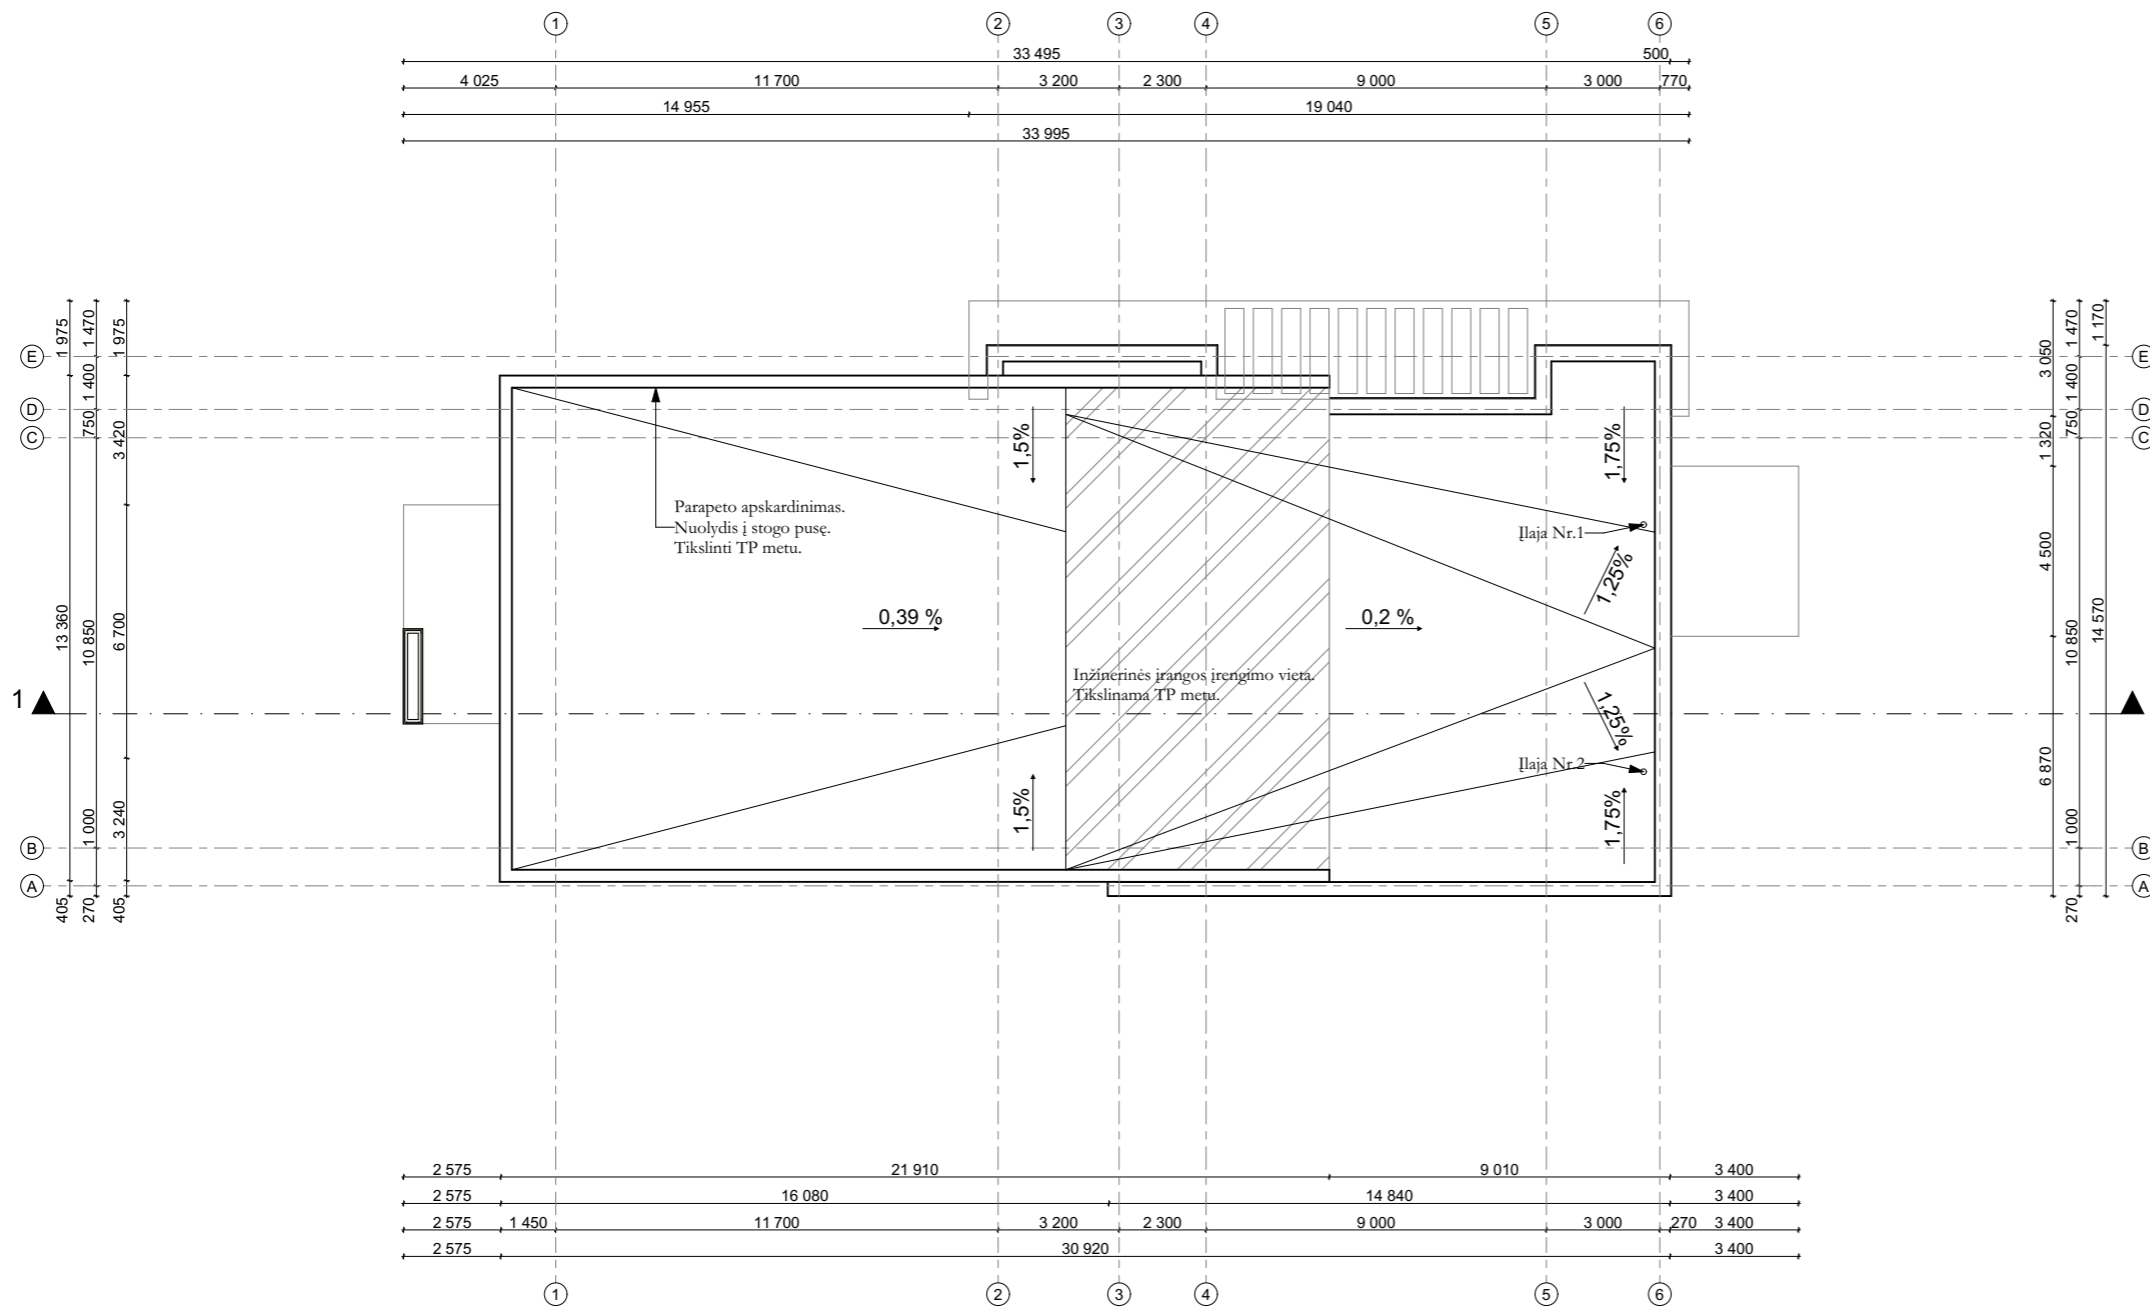 1 2 3 4 5 6
33 495 500
4 025 11 700 3 200 2 300 9 000 3 000 770
14 955 19 040
33 995
1 975 1 470 1 975
3 050 1 470 1 170
E E
1 400 1 400
D D
750 750
C C
3 420 1 320
1,5% 1,75%
Parapeto apskardinimas.
Nuolydis į stogo pusę.
Tikslinti TP metu.
Įlaja Nr.1
4 500
1,25%
13 360 10 850 6 700
0,39 % 0,2 %
10 850 14 570
Inžinerinės įrangos įrengimo vieta.
Tikslinama TP metu.
1
1,25%
Įlaja Nr.2
6 870
1 000 3 240
1,5% 1,75%
1 000
B B
A A
405 270 405 270
2 575 21 910 9 010 3 400
2 575 16 080 14 840 3 400
2 575 1 450 11 700 3 200 2 300 9 000 3 000 270 3 400
2 575 30 920 3 400
1 2 3 4 5 6